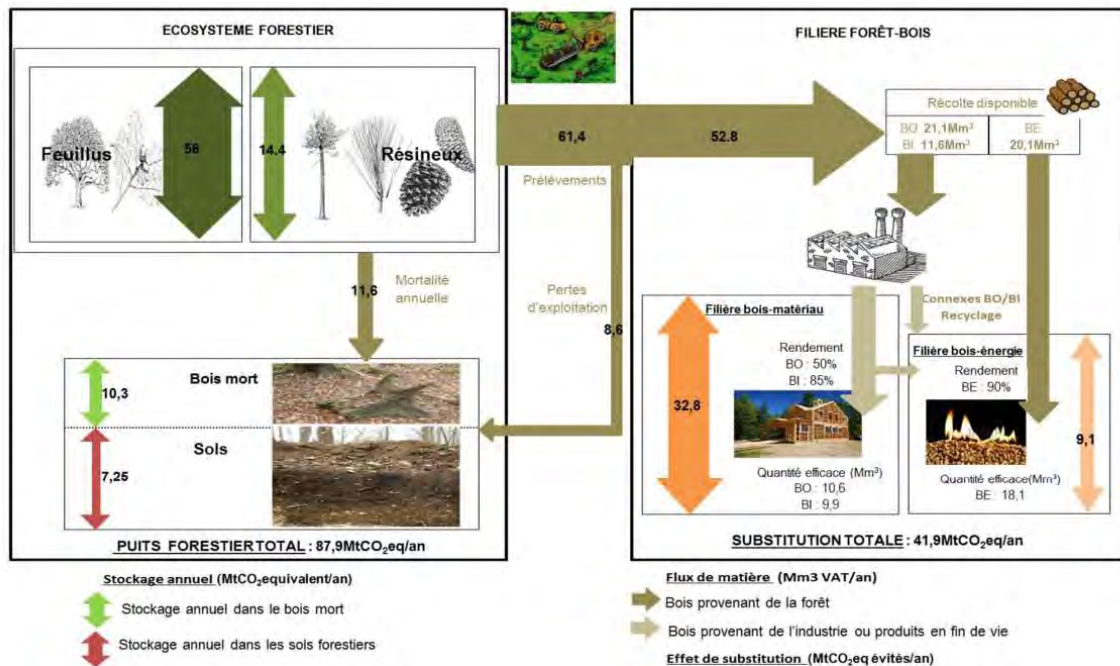 ECOSYSTEME FORESTIER
Feuillus
58
14,4
Résineux
11,6
Mortalité
annuelle
10,3
Bois mort
Sols
7,25
PUITS FORESTIER TOTAL : 87,9MtCO₂eq/an
61,4
52.8
Prélèvements
Pertes
d'exploitation
8,6
FILIERE FORÊT-BOIS
Récolte disponible
BO 21,1Mm³
BI 11,6Mm³
BE
20,1Mm³
Connexes BO/BI
Recyclage
Filière bois-matériau
Rendement
BO : 50%
BI : 85%
32,8
Quantité efficace (Mm³)
BO : 10,6
BI : 9,9
Filière bois-énergie
Rendement
BE : 90%
9,1
Quantité efficace(Mm³)
BE : 18,1
SUBSTITUTION TOTALE : 41,9MtCO₂eq/an
Stockage annuel (MtCO₂equivalent/an)
Stockage annuel dans le bois mort
Stockage annuel dans les sols forestiers
Flux de matière (Mm3 VAT/an)
Bois provenant de la forêt
Bois provenant de l'industrie ou produits en fin de vie
Effet de substitution (MtCO₂eq évités/an)